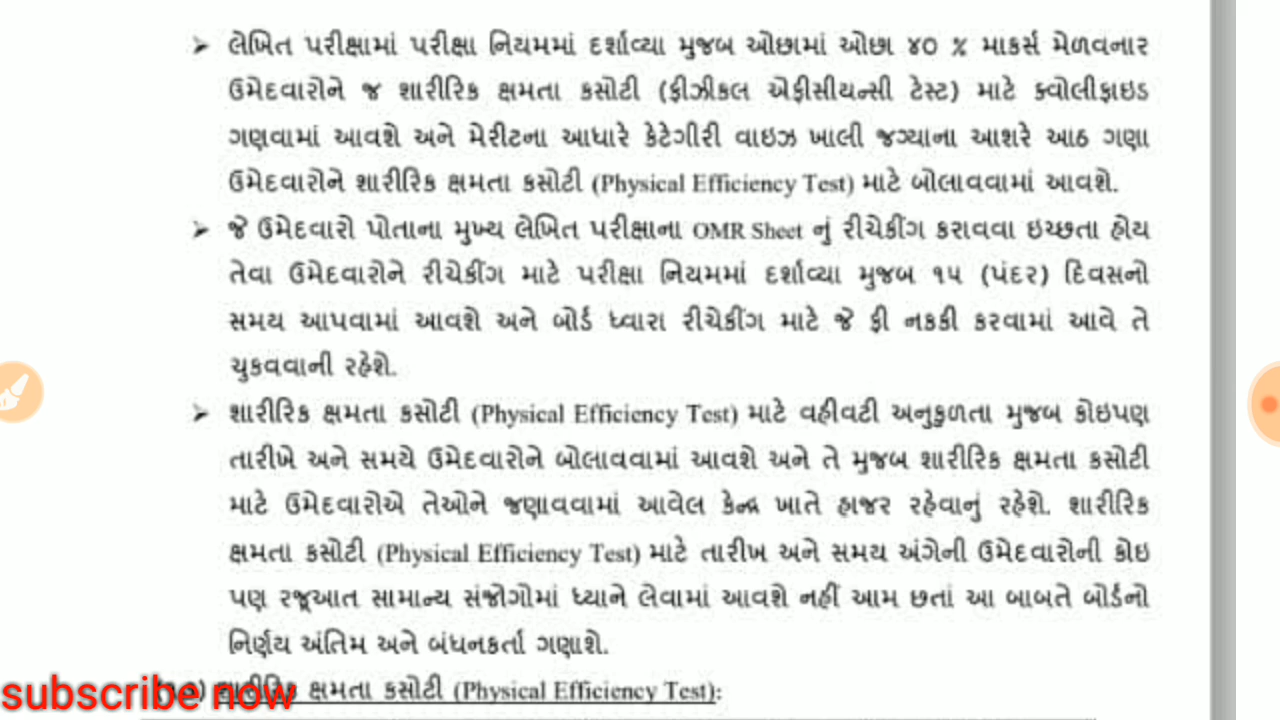 ➢ લેખિત પરીક્ષામાં પરીક્ષા નિયમમાં દર્શાવ્યા મુજબ ઓછામાં ઓછા ૪૦ % માકર્સ મેળવનાર
ઉમેદવારોને જ શારીરિક ક્ષમતા કસોટી (ફીઝીકલ એફીસીયન્સી ટેસ્ટ) માટે ક્વોલીફાઇડ
ગણવામાં આવશે અને મેરીટના આધારે કેટેગીરી વાઇઝ ખાલી જગ્યાના આશરે આઠ ગણા
ઉમેદવારોને શારીરિક ક્ષમતા કસોટી (Physical Efficiency Test) માટે બોલાવવામાં આવશે.
➢ જે ઉમેદવારો પોતાના મુખ્ય લેખિત પરીક્ષાના OMR Sheet નું રીચેકીંગ કરાવવા ઇચ્છતા હોય
તેવા ઉમેદવારોને રીચેકીંગ માટે પરીક્ષા નિયમમાં દર્શાવ્યા મુજબ ૧૫ (પંદર) દિવસનો
સમય આપવામાં આવશે અને બોર્ડ ધ્વારા રીચેકીંગ માટે જે ફી નકકી કરવામાં આવે તે
ચુકવવાની રહેશે.
➢ શારીરિક ક્ષમતા કસોટી (Physical Efficiency Test) માટે વહીવટી અનુકુળતા મુજબ કોઇપણ
તારીખે અને સમયે ઉમેદવારોને બોલાવવામાં આવશે અને તે મુજબ શારીરિક ક્ષમતા કસોટી
માટે ઉમેદવારોએ તેઓને જણાવવામાં આવેલ કેન્દ્ર ખાતે હાજર રહેવાનું રહેશે. શારીરિક
ક્ષમતા કસોટી (Physical Efficiency Test) માટે તારીખ અને સમય અંગેની ઉમેદવારોની કોઇ
પણ રજૂઆત સામાન્ય સંજોગોમાં ધ્યાને લેવામાં આવશે નહીં આમ છતાં આ બાબતે બોર્ડનો
નિર્ણય અંતિમ અને બંધનકર્તા ગણાશે.
શારીરિક ક્ષમતા કસોટી (Physical Efficiency Test):
subscribe now